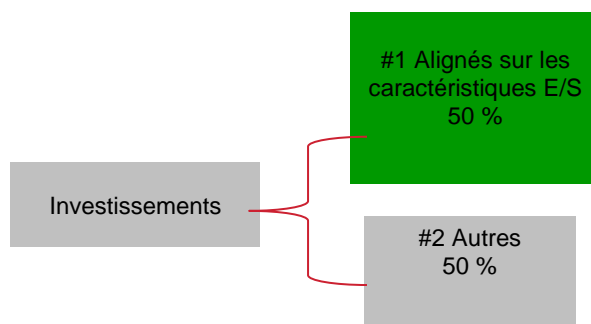 #1 Alignés sur les
caractéristiques E/S
50 %
Investissements
#2 Autres
50 %